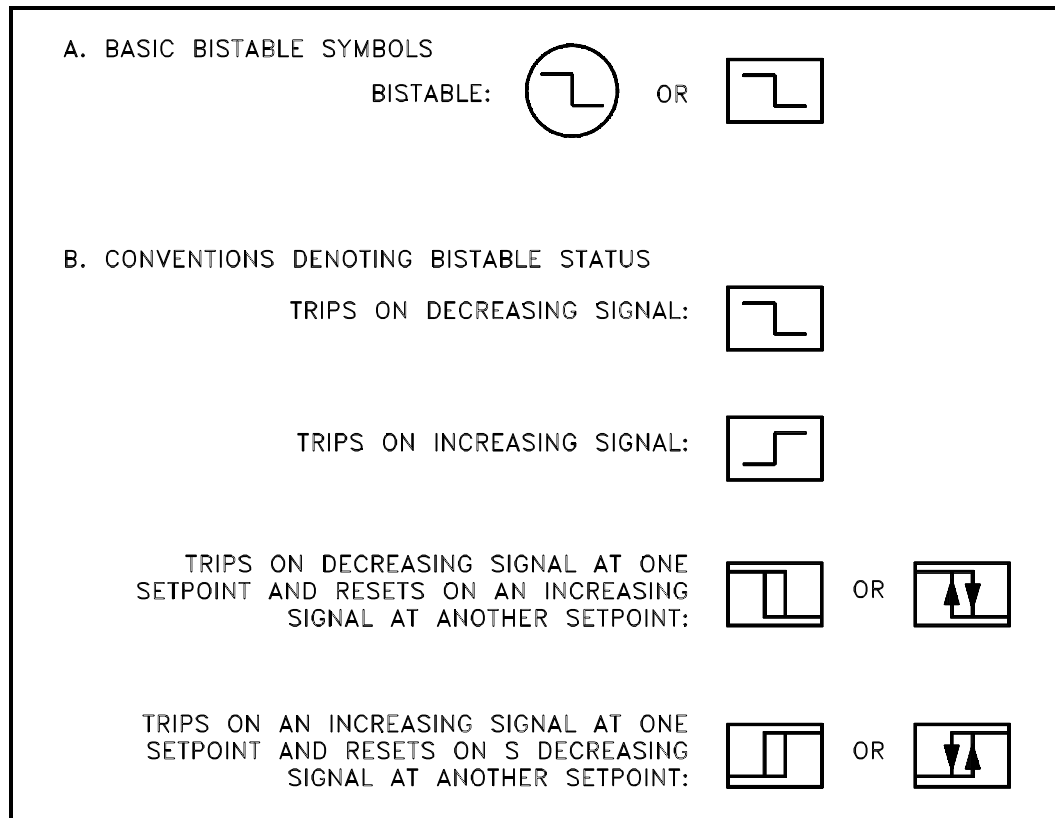 A. BASIC BISTABLE SYMBOLS
BISTABLE: OR
B. CONVENTIONS DENOTING BISTABLE STATUS
TRIPS ON DECREASING SIGNAL:
TRIPS ON INCREASING SIGNAL:
TRIPS ON DECREASING SIGNAL AT ONE
SETPOINT AND RESETS ON AN INCREASING OR
SIGNAL AT ANOTHER SETPOINT:
TRIPS ON AN INCREASING SIGNAL AT ONE
SETPOINT AND RESETS ON S DECREASING OR
SIGNAL AT ANOTHER SETPOINT: